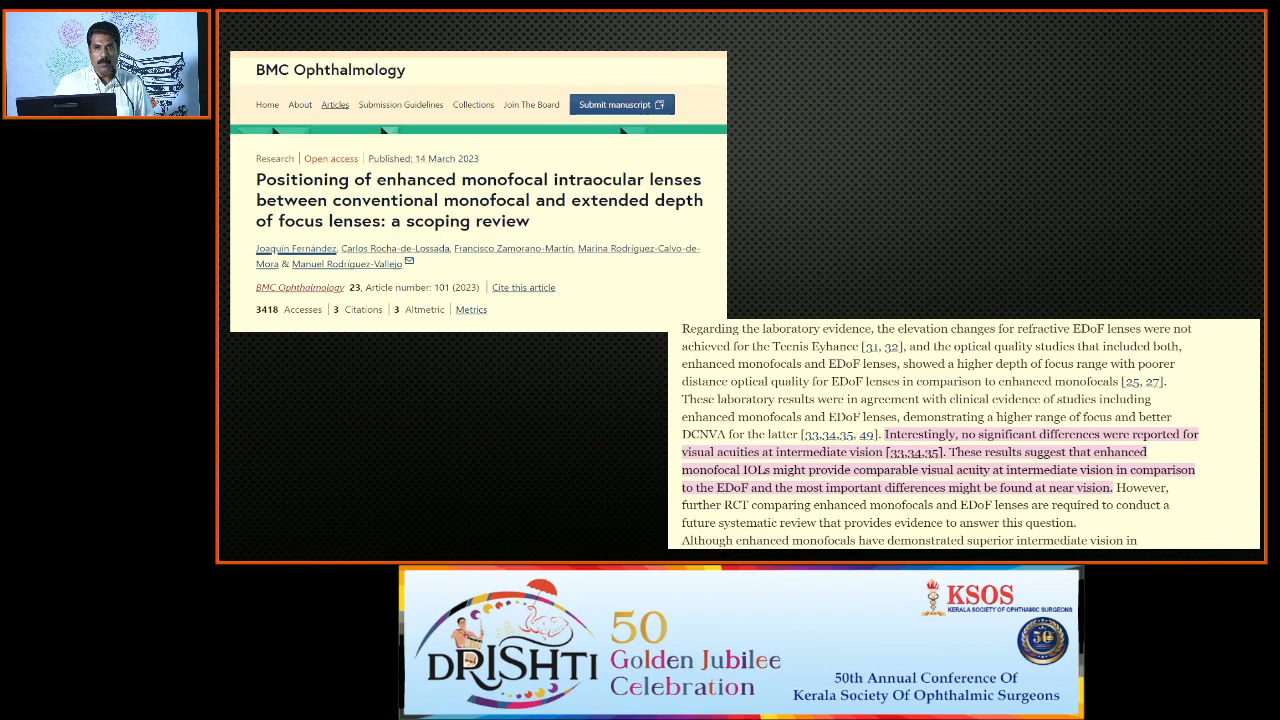 BMC Ophthalmology
Home About Articles Submission Guidelines Collections Join The Board Submit manuscript
Research Open access Published: 14 March 2023
Positioning of enhanced monofocal intraocular lenses
between conventional monofocal and extended depth
of focus lenses: a scoping review
Joaquín Fernández, Carlos Rocha-de-Lossada, Francisco Zamorano-Martín, Marina Rodríguez-Calvo-de-
Mora & Manuel Rodríguez-Vallejo
BMC Ophthalmology 23, Article number: 101 (2023) Cite this article
3418 Accesses 3 Citations 3 Altmetric Metrics
Regarding the laboratory evidence, the elevation changes for refractive EDoF lenses were not
achieved for the Tecnis Eyhance [31, 32], and the optical quality studies that included both,
enhanced monofocals and EDoF lenses, showed a higher depth of focus range with poorer
distance optical quality for EDoF lenses in comparison to enhanced monofocals [25, 27].
These laboratory results were in agreement with clinical evidence of studies including
enhanced monofocals and EDoF lenses, demonstrating a higher range of focus and better
DCNVA for the latter [33,34,35, 49]. Interestingly, no significant differences were reported for
visual acuities at intermediate vision [33,34,35]. These results suggest that enhanced
monofocal IOLs might provide comparable visual acuity at intermediate vision in comparison
to the EDoF and the most important differences might be found at near vision. However,
further RCT comparing enhanced monofocals and EDoF lenses are required to conduct a
future systematic review that provides evidence to answer this question.
Although enhanced monofocals have demonstrated superior intermediate vision in
DRISHTI
50
Golden Jubilee
Celebration
KSOS
KERALA SOCIETY OF OPHTHAMIC SURGEONS
50
50th Annual Conference Of
Kerala Society Of Ophthalmic Surgeons